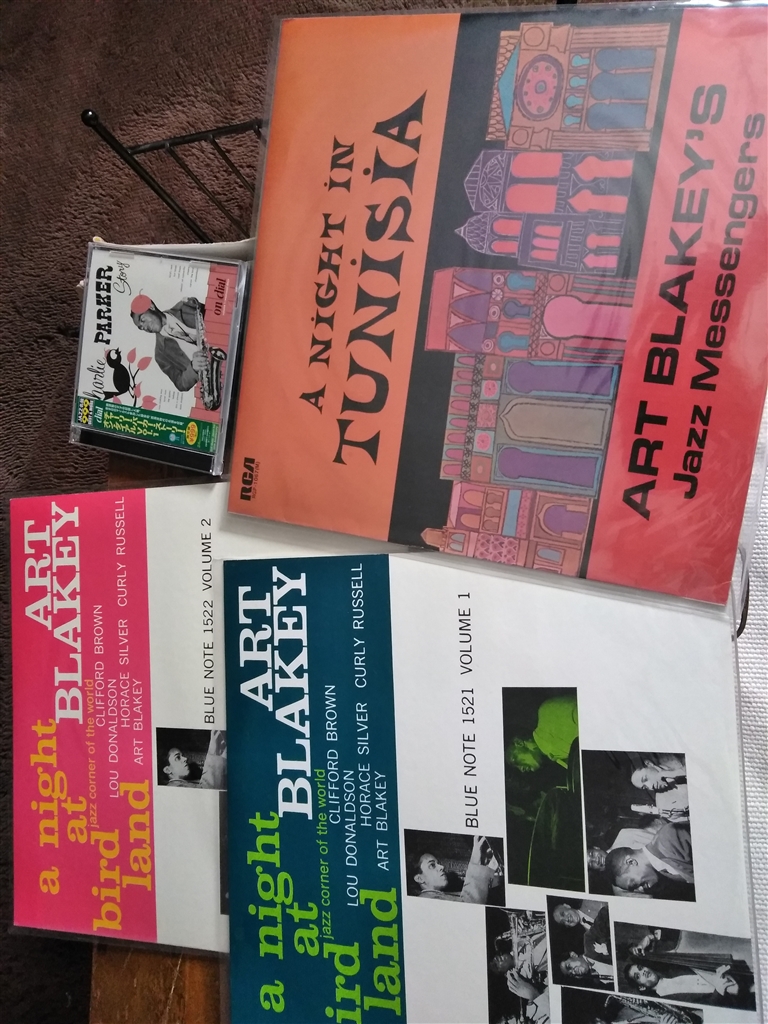 A NIGHT IN
TUNISIA
ART BLAKEY'S
Jazz Messengers
RCA
Charlie
PARKER
Story
on dial
dial
a night
at
bird
land
ART
BLAKEY
jazz corner of the world
CLIFFORD BROWN
LOU DONALDSON
HORACE SILVER CURLY RUSSELL
ART BLAKEY
BLUE NOTE 1522 VOLUME 2
a night
at
ird
land
ART
BLAKEY
jazz corner of the world
CLIFFORD BROWN
LOU DONALDSON
HORACE SILVER CURLY RUSSELL
ART BLAKEY
BLUE NOTE 1521 VOLUME 1